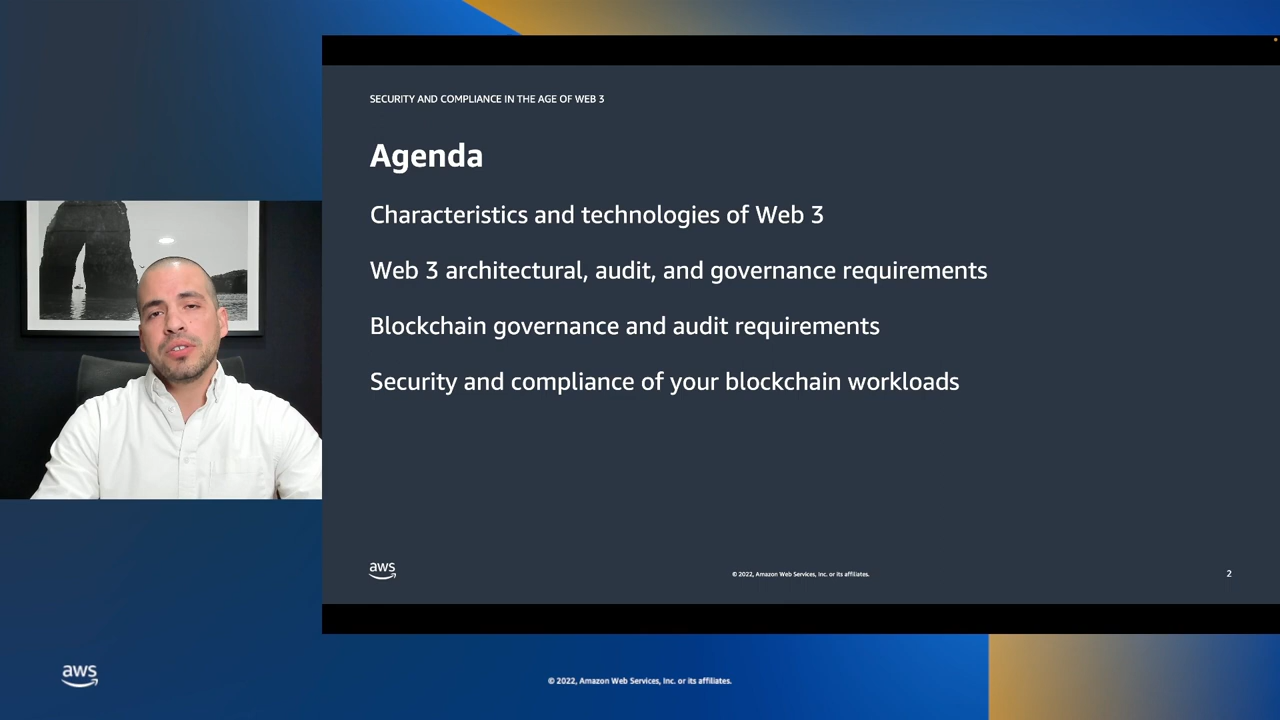 SECURITY AND COMPLIANCE IN THE AGE OF WEB 3
Agenda
Characteristics and technologies of Web 3
Web 3 architectural, audit, and governance requirements
Blockchain governance and audit requirements
Security and compliance of your blockchain workloads
aws
© 2022, Amazon Web Services, Inc. or its affiliates.
2
aws
© 2022, Amazon Web Services, Inc. or its affiliates.